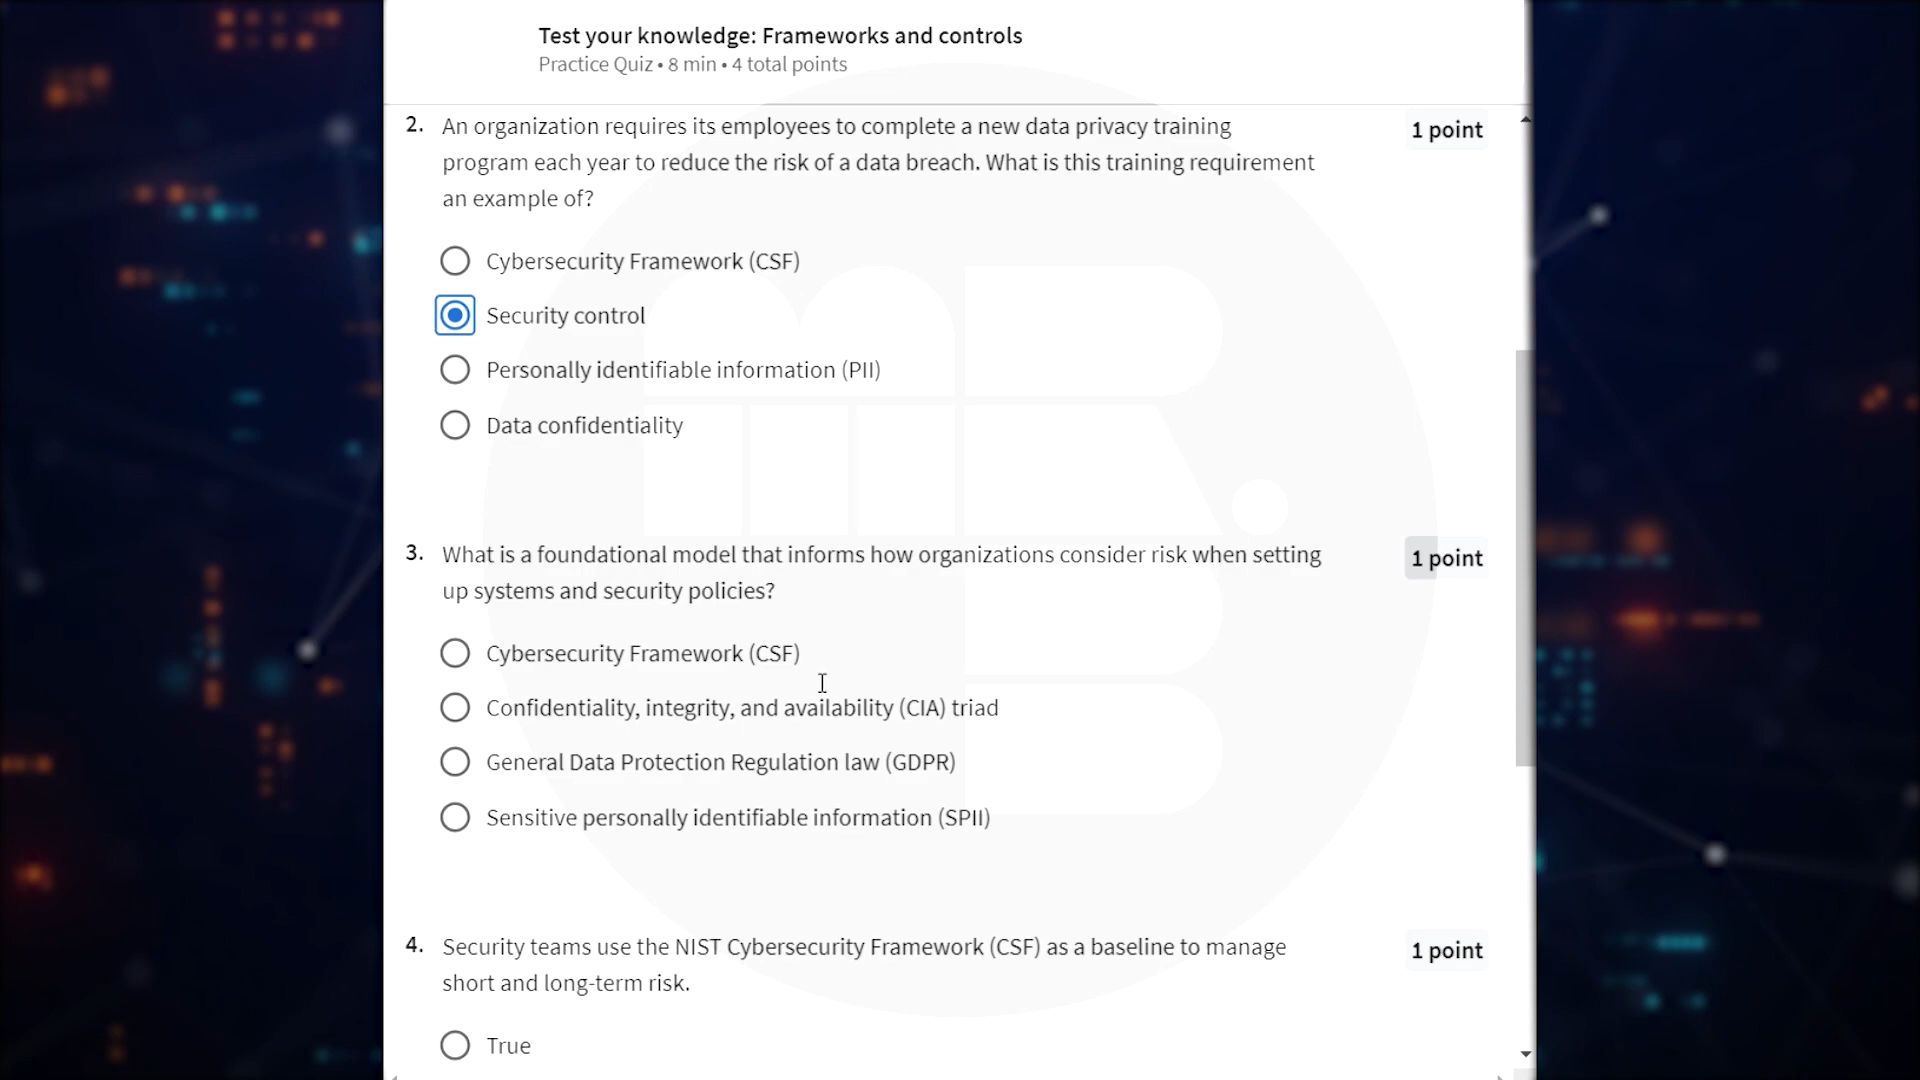 Test your knowledge: Frameworks and controls
Practice Quiz • 8 min • 4 total points
2. An organization requires its employees to complete a new data privacy training
program each year to reduce the risk of a data breach. What is this training requirement
an example of?
1 point
Cybersecurity Framework (CSF)
Security control
Personally identifiable information (PII)
Data confidentiality
3. What is a foundational model that informs how organizations consider risk when setting
up systems and security policies?
1 point
Cybersecurity Framework (CSF)
Confidentiality, integrity, and availability (CIA) triad
General Data Protection Regulation law (GDPR)
Sensitive personally identifiable information (SPII)
4. Security teams use the NIST Cybersecurity Framework (CSF) as a baseline to manage
short and long-term risk.
1 point
True